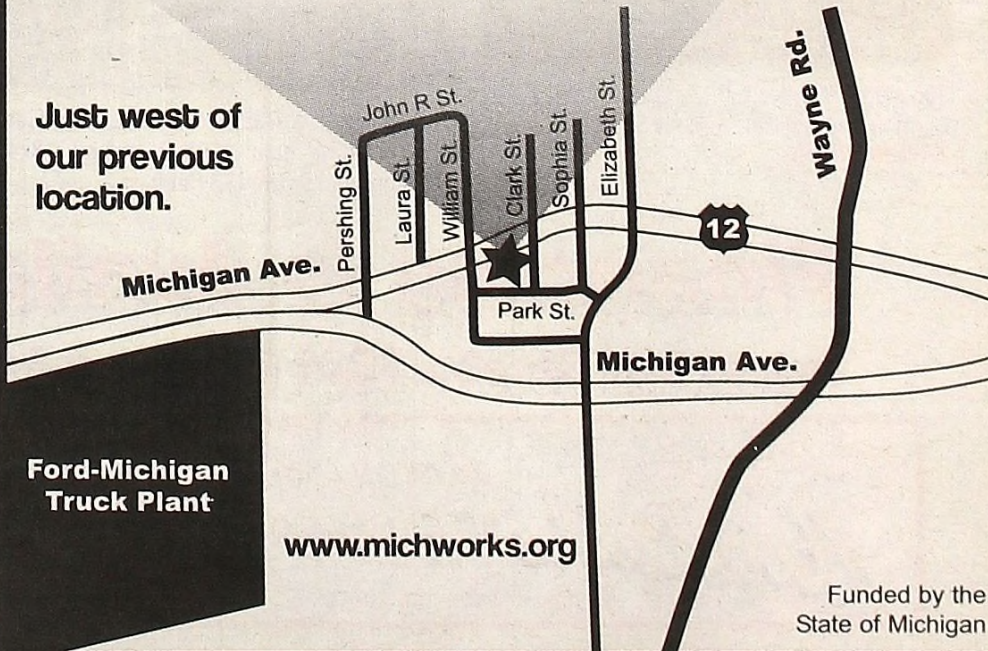 Just west of
our previous
location.
John R St.
Pershing St.
Laura St.
William St.
Clark St.
Sophia St.
Elizabeth St.
Wayne Rd.
12
Michigan Ave.
Park St.
Michigan Ave.
Ford-Michigan
Truck Plant
www.michworks.org
Funded by the
State of Michigan